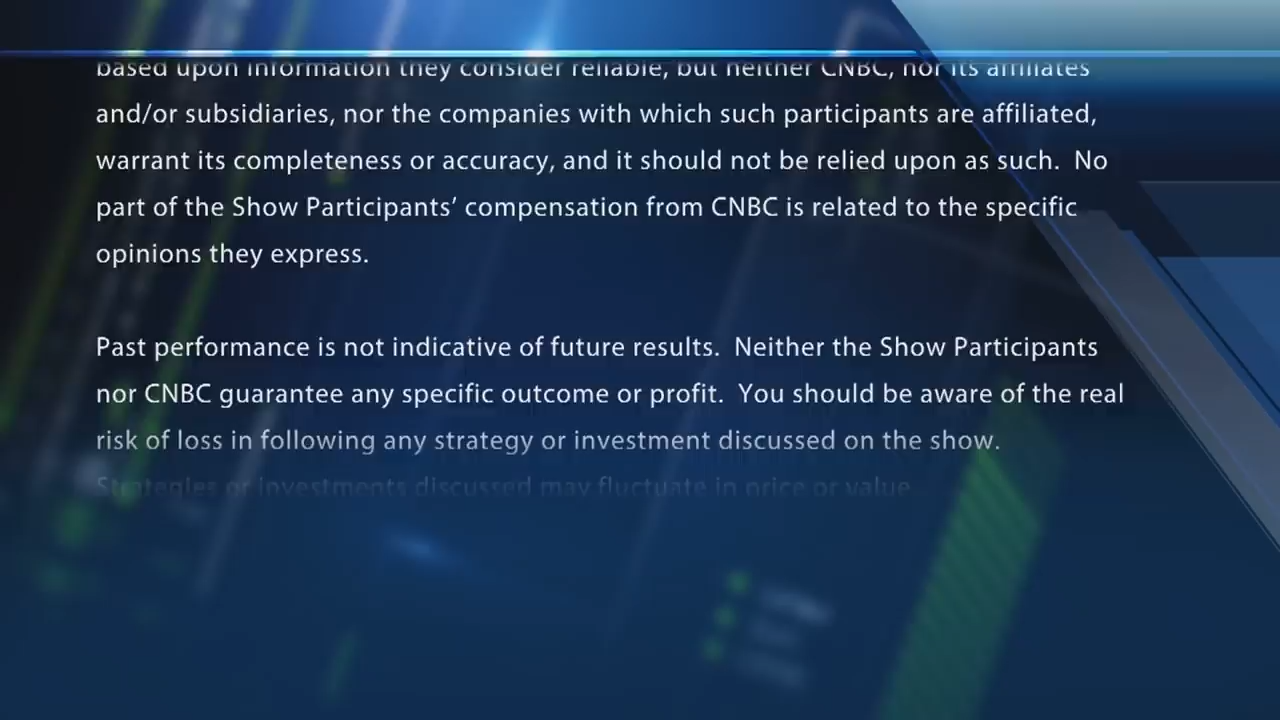 based upon information they consider reliable, but neither CNBC, nor its affiliates
and/or subsidiaries, nor the companies with which such participants are affiliated,
warrant its completeness or accuracy, and it should not be relied upon as such.  No
part of the Show Participants’ compensation from CNBC is related to the specific
opinions they express.
Past performance is not indicative of future results.  Neither the Show Participants
nor CNBC guarantee any specific outcome or profit.  You should be aware of the real
risk of loss in following any strategy or investment discussed on the show.
Strategies or investments discussed may fluctuate in price or value.